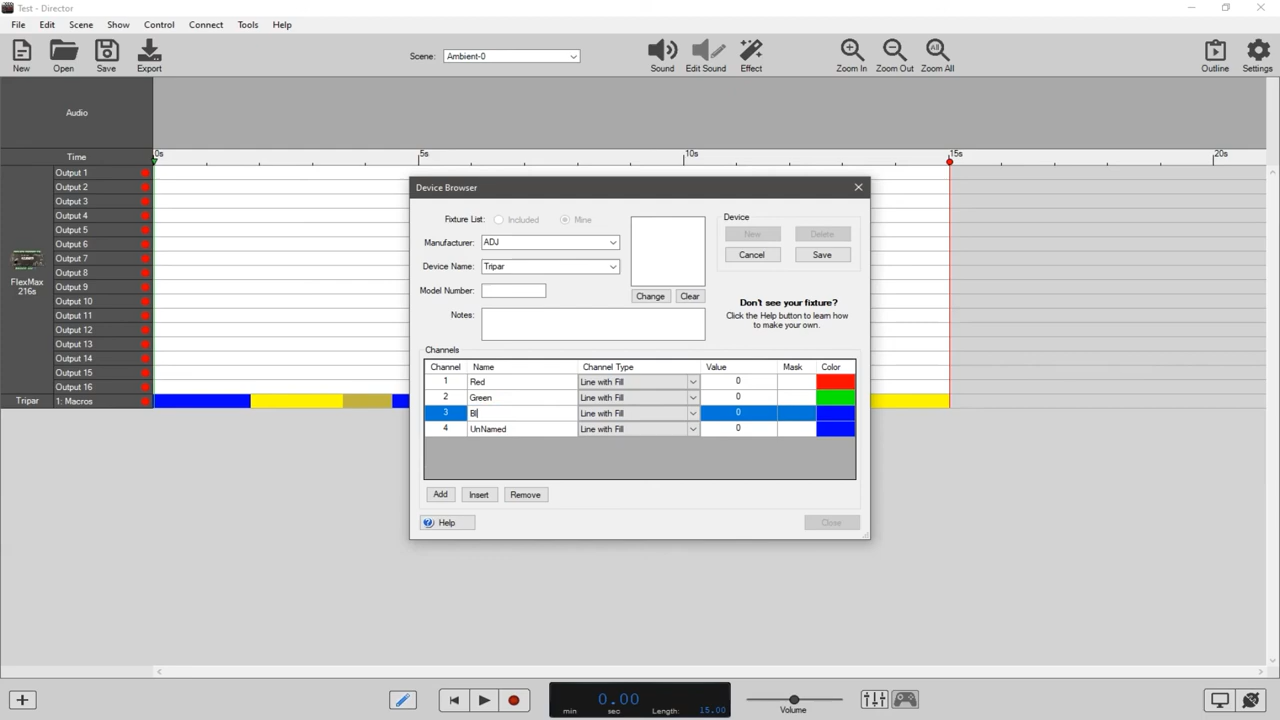 Test - Director
File Edit Scene Show Control Connect Tools Help
New Open Save Export Scene: Ambient-0 Sound Edit Sound Effect Zoom In Zoom Out All Zoom All Outline Settings
Audio
Time 0s 5s 10s 15s 20s
Output 1
Output 2
Output 3
Output 4
Output 5
Output 6
Output 7
Output 8
Output 9
Output 10
Output 11
Output 12
Output 13
Output 14
Output 15
Output 16
FlexMax
216s
Tripar 1: Macros
Device Browser
Fixture List: Included Mine
Manufacturer: ADJ
Device Name: Tripar
Model Number:
Notes:
Change Clear
Device
New Delete
Cancel Save
Don't see your fixture?
Click the Help button to learn how
to make your own.
Channels
Channel Name Channel Type Value Mask Color
1 Red Line with Fill 0
2 Green Line with Fill 0
3 Bl Line with Fill 0
4 UnNamed Line with Fill 0
Add Insert Remove
Help Close
0.00
min sec Length: 15.00
Volume